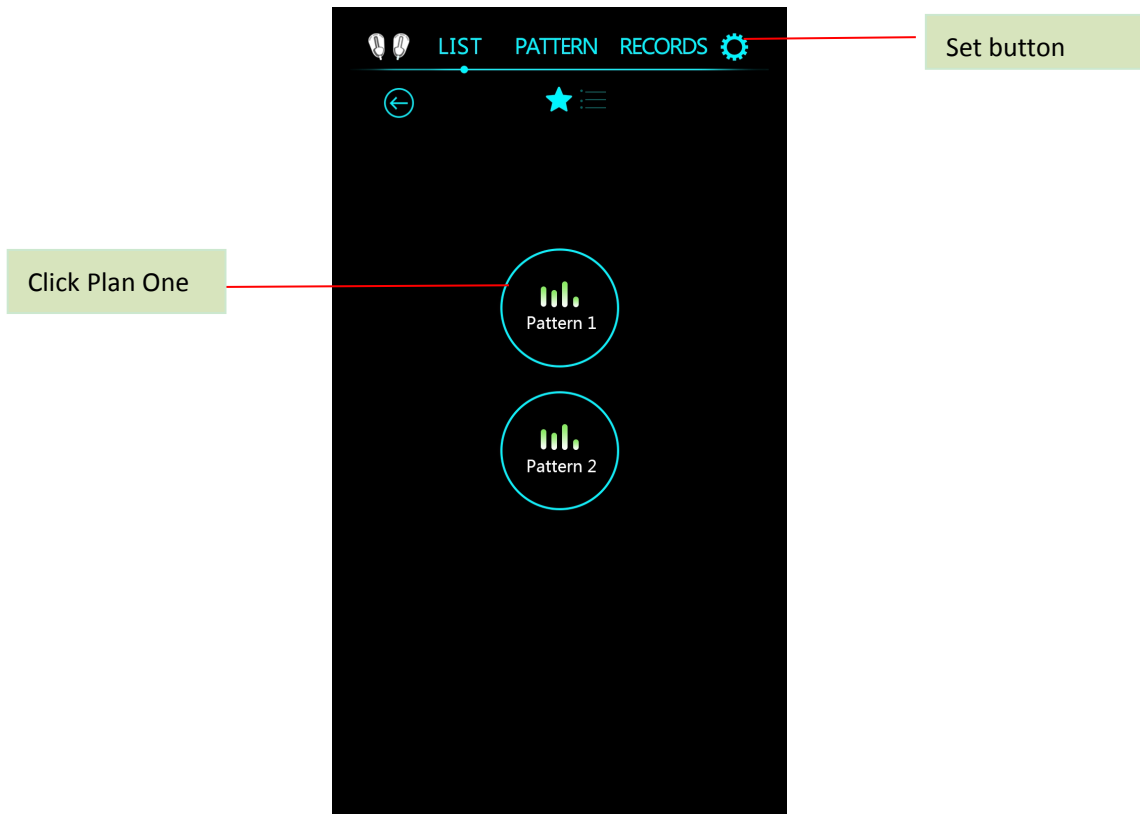 LIST PATTERN RECORDS
Set button
Click Plan One
Pattern 1
Pattern 2